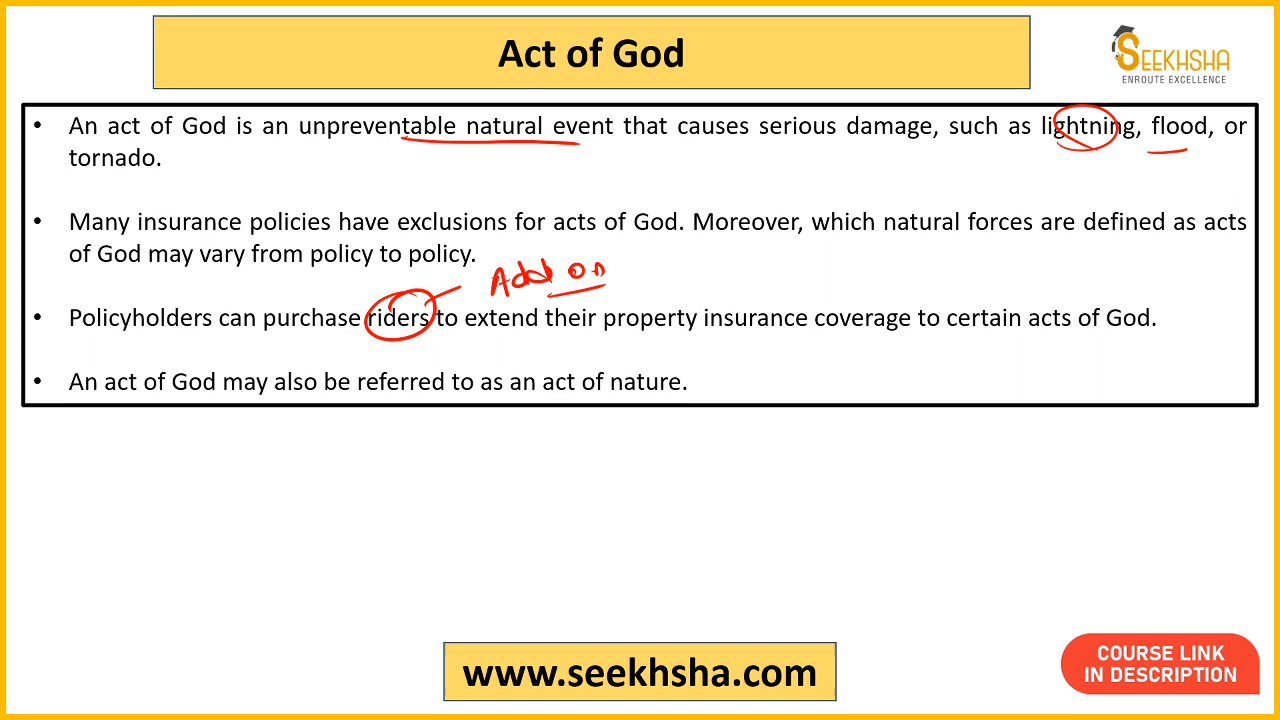 Act of God
SEEKHSHA
ENROUTE EXCELLENCE
• An act of God is an unpreventable natural event that causes serious damage, such as lightning, flood, or
tornado.
• Many insurance policies have exclusions for acts of God. Moreover, which natural forces are defined as acts
of God may vary from policy to policy.
Add on
• Policyholders can purchase riders to extend their property insurance coverage to certain acts of God.
• An act of God may also be referred to as an act of nature.
www.seekhsha.com
COURSE LINK
IN DESCRIPTION